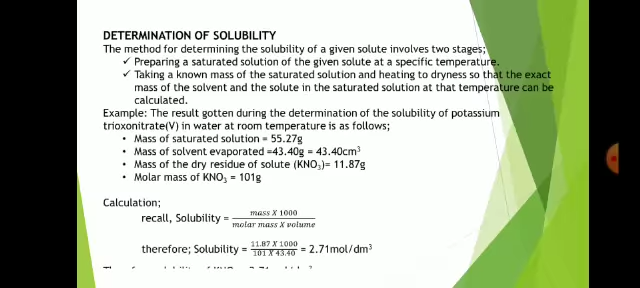 DETERMINATION OF SOLUBILITY
The method for determining the solubility of a given solute involves two stages;
✓ Preparing a saturated solution of the given solute at a specific temperature.
✓ Taking a known mass of the saturated solution and heating to dryness so that the exact
mass of the solvent and the solute in the saturated solution at that temperature can be
calculated.
Example: The result gotten during the determination of the solubility of potassium
trioxonitrate(V) in water at room temperature is as follows;
• Mass of saturated solution = 55.27g
• Mass of solvent evaporated =43.40g = 43.40cm³
• Mass of the dry residue of solute (KNO₃)= 11.87g
• Molar mass of KNO₃ = 101g
Calculation;
recall, Solubility = mass X 1000 / molar mass X volume
therefore; Solubility = 11.87 X 1000 / 101 X 43.40 = 2.71mol/dm³